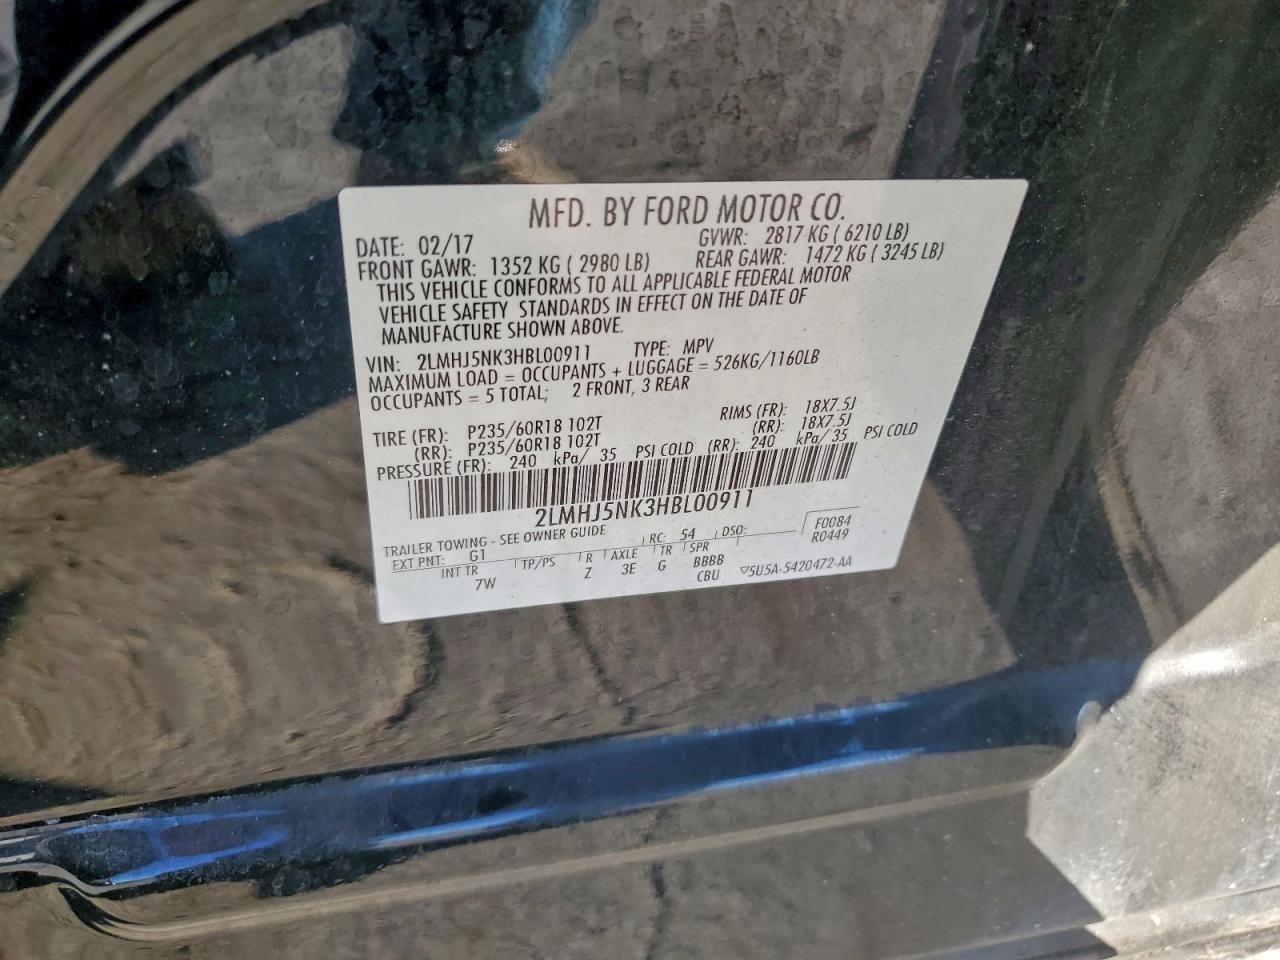 MFD. BY FORD MOTOR CO.
DATE: 02/17 GVWR: 2817 KG ( 6210 LB)
FRONT GAWR: 1352 KG ( 2980 LB) REAR GAWR: 1472 KG ( 3245 LB)
THIS VEHICLE CONFORMS TO ALL APPLICABLE FEDERAL MOTOR
VEHICLE SAFETY STANDARDS IN EFFECT ON THE DATE OF
MANUFACTURE SHOWN ABOVE.
VIN: 2LMHJ5NK3HBL00911 TYPE: MPV
MAXIMUM LOAD = OCCUPANTS + LUGGAGE = 526KG/1160LB
OCCUPANTS = 5 TOTAL; 2 FRONT, 3 REAR
TIRE (FR): P235/60R18 102T RIMS (FR): 18X7.5J
(RR): P235/60R18 102T (RR): 18X7.5J
PRESSURE (FR): 240 kPa/ 35 PSI COLD (RR): 240 kPa/ 35 PSI COLD
2LMHJ5NK3HBL00911
TRAILER TOWING - SEE OWNER GUIDE RC: 54 DSO: F0084
EXT PNT: G1 R0449
INT TR TP/PS R AXLE TR SPR
7W Z 3E G BBBB
CBU ▽5U5A-5420472-AA